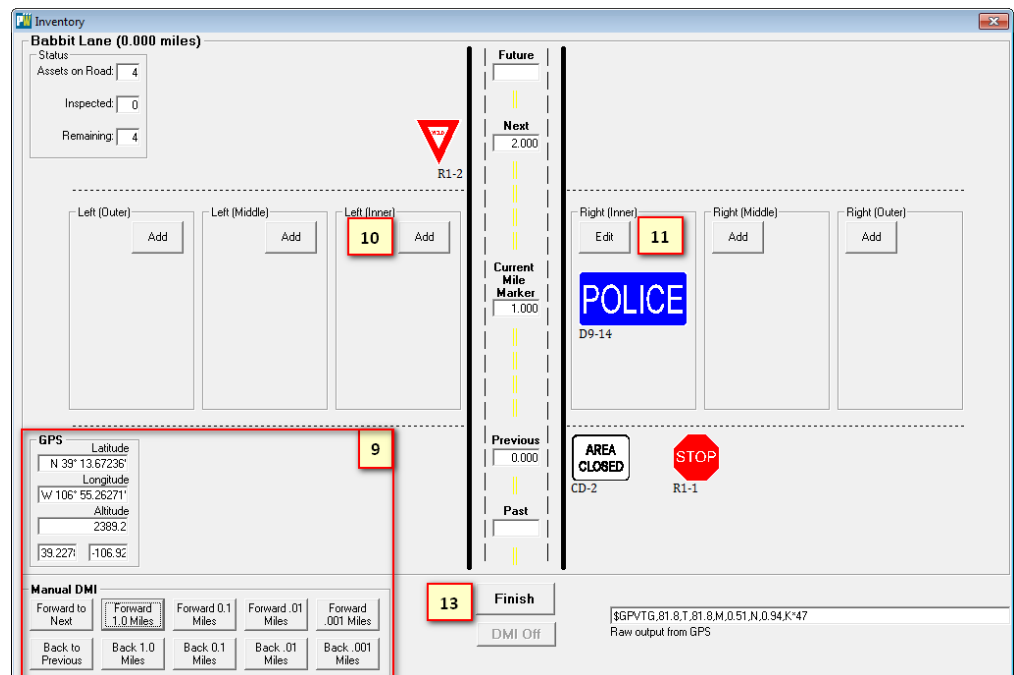 Inventory
Babbit Lane (0.000 miles)
Status
Assets on Road: 4
Inspected: 0
Remaining: 4
Future
Next
2.000
R1-2
Left (Outer)
Add
Left (Middle)
Add
Left (Inner)
10
Add
Current
Mile
Marker
1.000
Right (Inner)
Edit
11
POLICE
D9-14
Right (Middle)
Add
Right (Outer)
Add
GPS
9
Latitude
N 39° 13.67236'
Longitude
W 106° 55.26271'
Altitude
2389.2
39.227 -106.92
Previous
0.000
AREA
CLOSED
CD-2
STOP
R1-1
Past
Manual DMI
Forward to
Next
Forward
1.0 Miles
Forward 0.1
Miles
Forward .01
Miles
Forward
.001 Miles
Back to
Previous
Back 1.0
Miles
Back 0.1
Miles
Back .01
Miles
Back .001
Miles
13
Finish
DMI Off
$GPVTG,81.8,T,81.8,M,0.51,N,0.94,K*47
Raw output from GPS